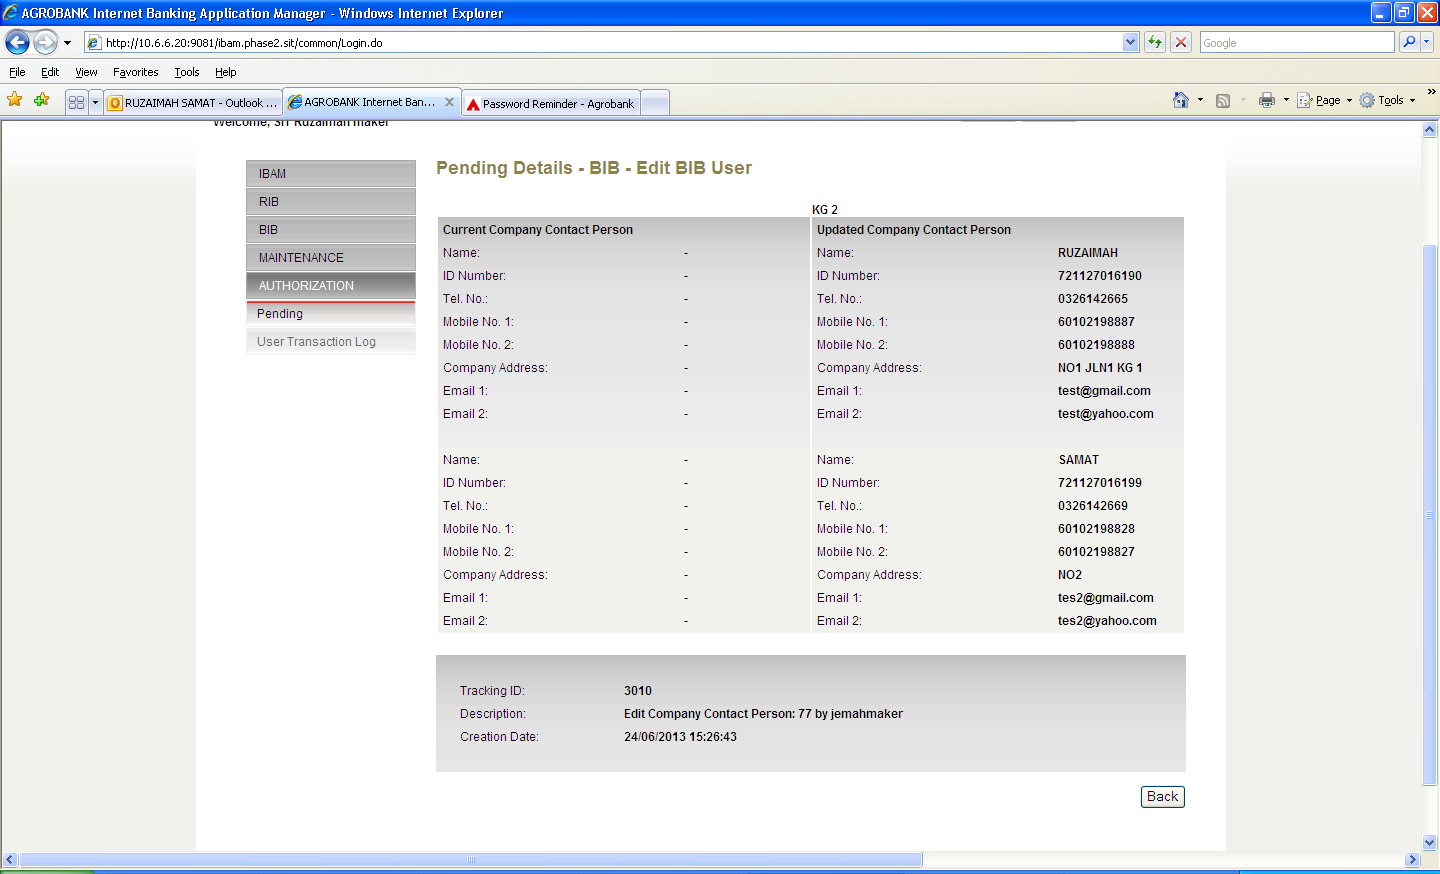 AGROBANK Internet Banking Application Manager - Windows Internet Explorer
http://10.6.6.20:9081/ibam.phase2.sit/common/Login.do
Google
File Edit View Favorites Tools Help
RUZAIMAH SAMAT - Outlook ...
AGROBANK Internet Ban...
Password Reminder - Agrobank
Page
Tools
Welcome, SIT Ruzaimah maker
IBAM
RIB
BIB
MAINTENANCE
AUTHORIZATION
Pending
User Transaction Log
Pending Details - BIB - Edit BIB User
KG 2
Current Company Contact Person
Name: -
ID Number: -
Tel. No.: -
Mobile No. 1: -
Mobile No. 2: -
Company Address: -
Email 1: -
Email 2: -
Name: -
ID Number: -
Tel. No.: -
Mobile No. 1: -
Mobile No. 2: -
Company Address: -
Email 1: -
Email 2: -
Updated Company Contact Person
Name: RUZAIMAH
ID Number: 721127016190
Tel. No.: 0326142665
Mobile No. 1: 60102198887
Mobile No. 2: 60102198888
Company Address: NO1 JLN1 KG 1
Email 1: test@gmail.com
Email 2: test@yahoo.com
Name: SAMAT
ID Number: 721127016199
Tel. No.: 0326142669
Mobile No. 1: 60102198828
Mobile No. 2: 60102198827
Company Address: NO2
Email 1: tes2@gmail.com
Email 2: tes2@yahoo.com
Tracking ID: 3010
Description: Edit Company Contact Person: 77 by jemahmaker
Creation Date: 24/06/2013 15:26:43
Back